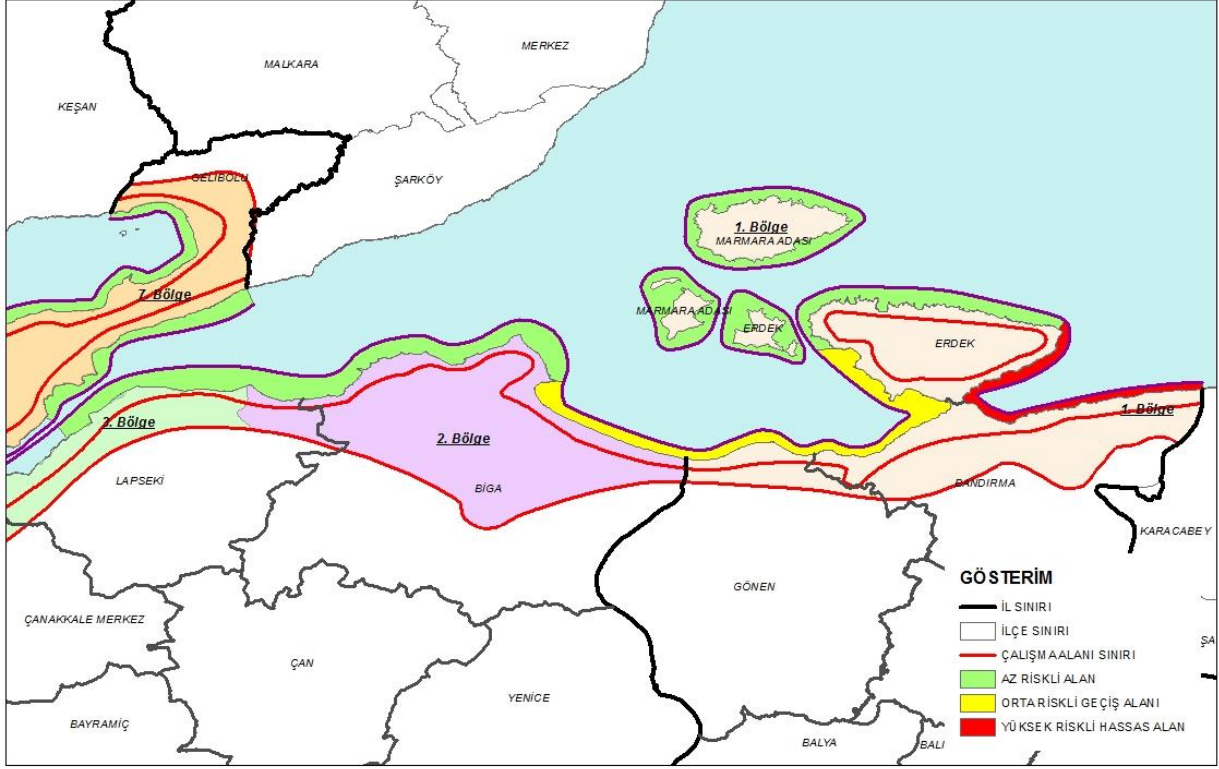 MERKEZ
MALKARA
KEŞAN
GELİBOLU
ŞARKÖY
1. Bölge
MARMARA ADASI
7. Bölge
MARMARA ADASI
ERDEK
ERDEK
3. Bölge
2. Bölge
1. Bölge
LAPSEKİ
BİGA
BANDIRMA
KARACABEY
GÖNEN
ÇANAKKALE MERKEZ
ÇAN
YENİCE
BAYRAMİÇ
BALYA
BALI
ŞA
GÖSTERİM
İL SINIRI
İLÇE SINIRI
ÇALIŞMA ALANI SINIRI
AZ RİSKLİ ALAN
ORTA RİSKLİ GEÇİŞ ALANI
YÜKSEK RİSKLİ HASSAS ALAN